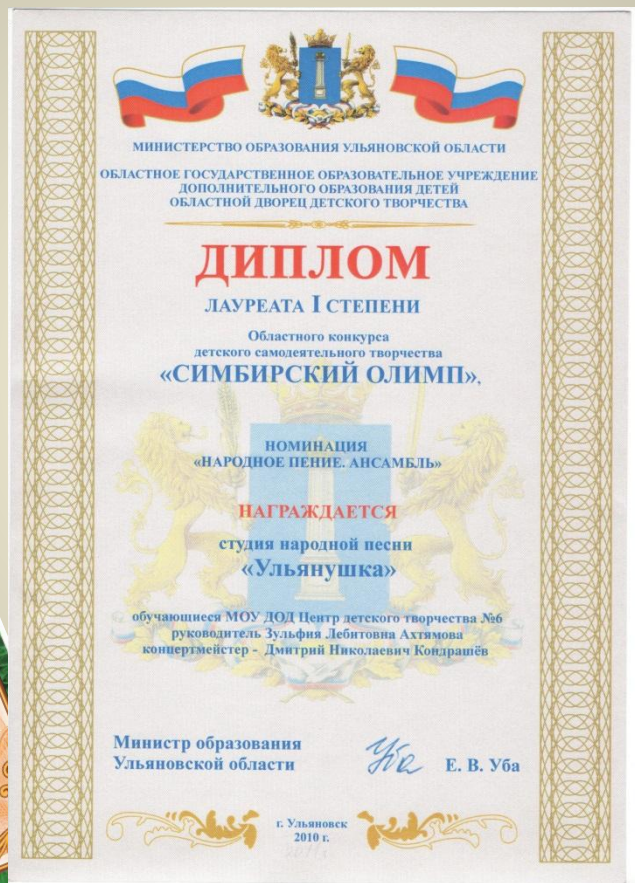 МИНИСТЕРСТВО ОБРАЗОВАНИЯ УЛЬЯНОВСКОЙ ОБЛАСТИ
ОБЛАСТНОЕ ГОСУДАРСТВЕННОЕ ОБРАЗОВАТЕЛЬНОЕ УЧРЕЖДЕНИЕ
ДОПОЛНИТЕЛЬНОГО ОБРАЗОВАНИЯ ДЕТЕЙ
ОБЛАСТНОЙ ДВОРЕЦ ДЕТСКОГО ТВОРЧЕСТВА
ДИПЛОМ
ЛАУРЕАТА I СТЕПЕНИ
Областного конкурса
детского самодеятельного творчества
«СИМБИРСКИЙ ОЛИМП»,
НОМИНАЦИЯ
«НАРОДНОЕ ПЕНИЕ. АНСАМБЛЬ»
НАГРАЖДАЕТСЯ
студия народной песни
«Ульянушка»
обучающиеся МОУ ДОД Центр детского творчества №6
руководитель Зульфия Лебитовна Ахтямова
концертмейстер - Дмитрий Николаевич Кондрашёв
Министр образования
Ульяновской области Уба Е. В. Уба
г. Ульяновск
2010 г.